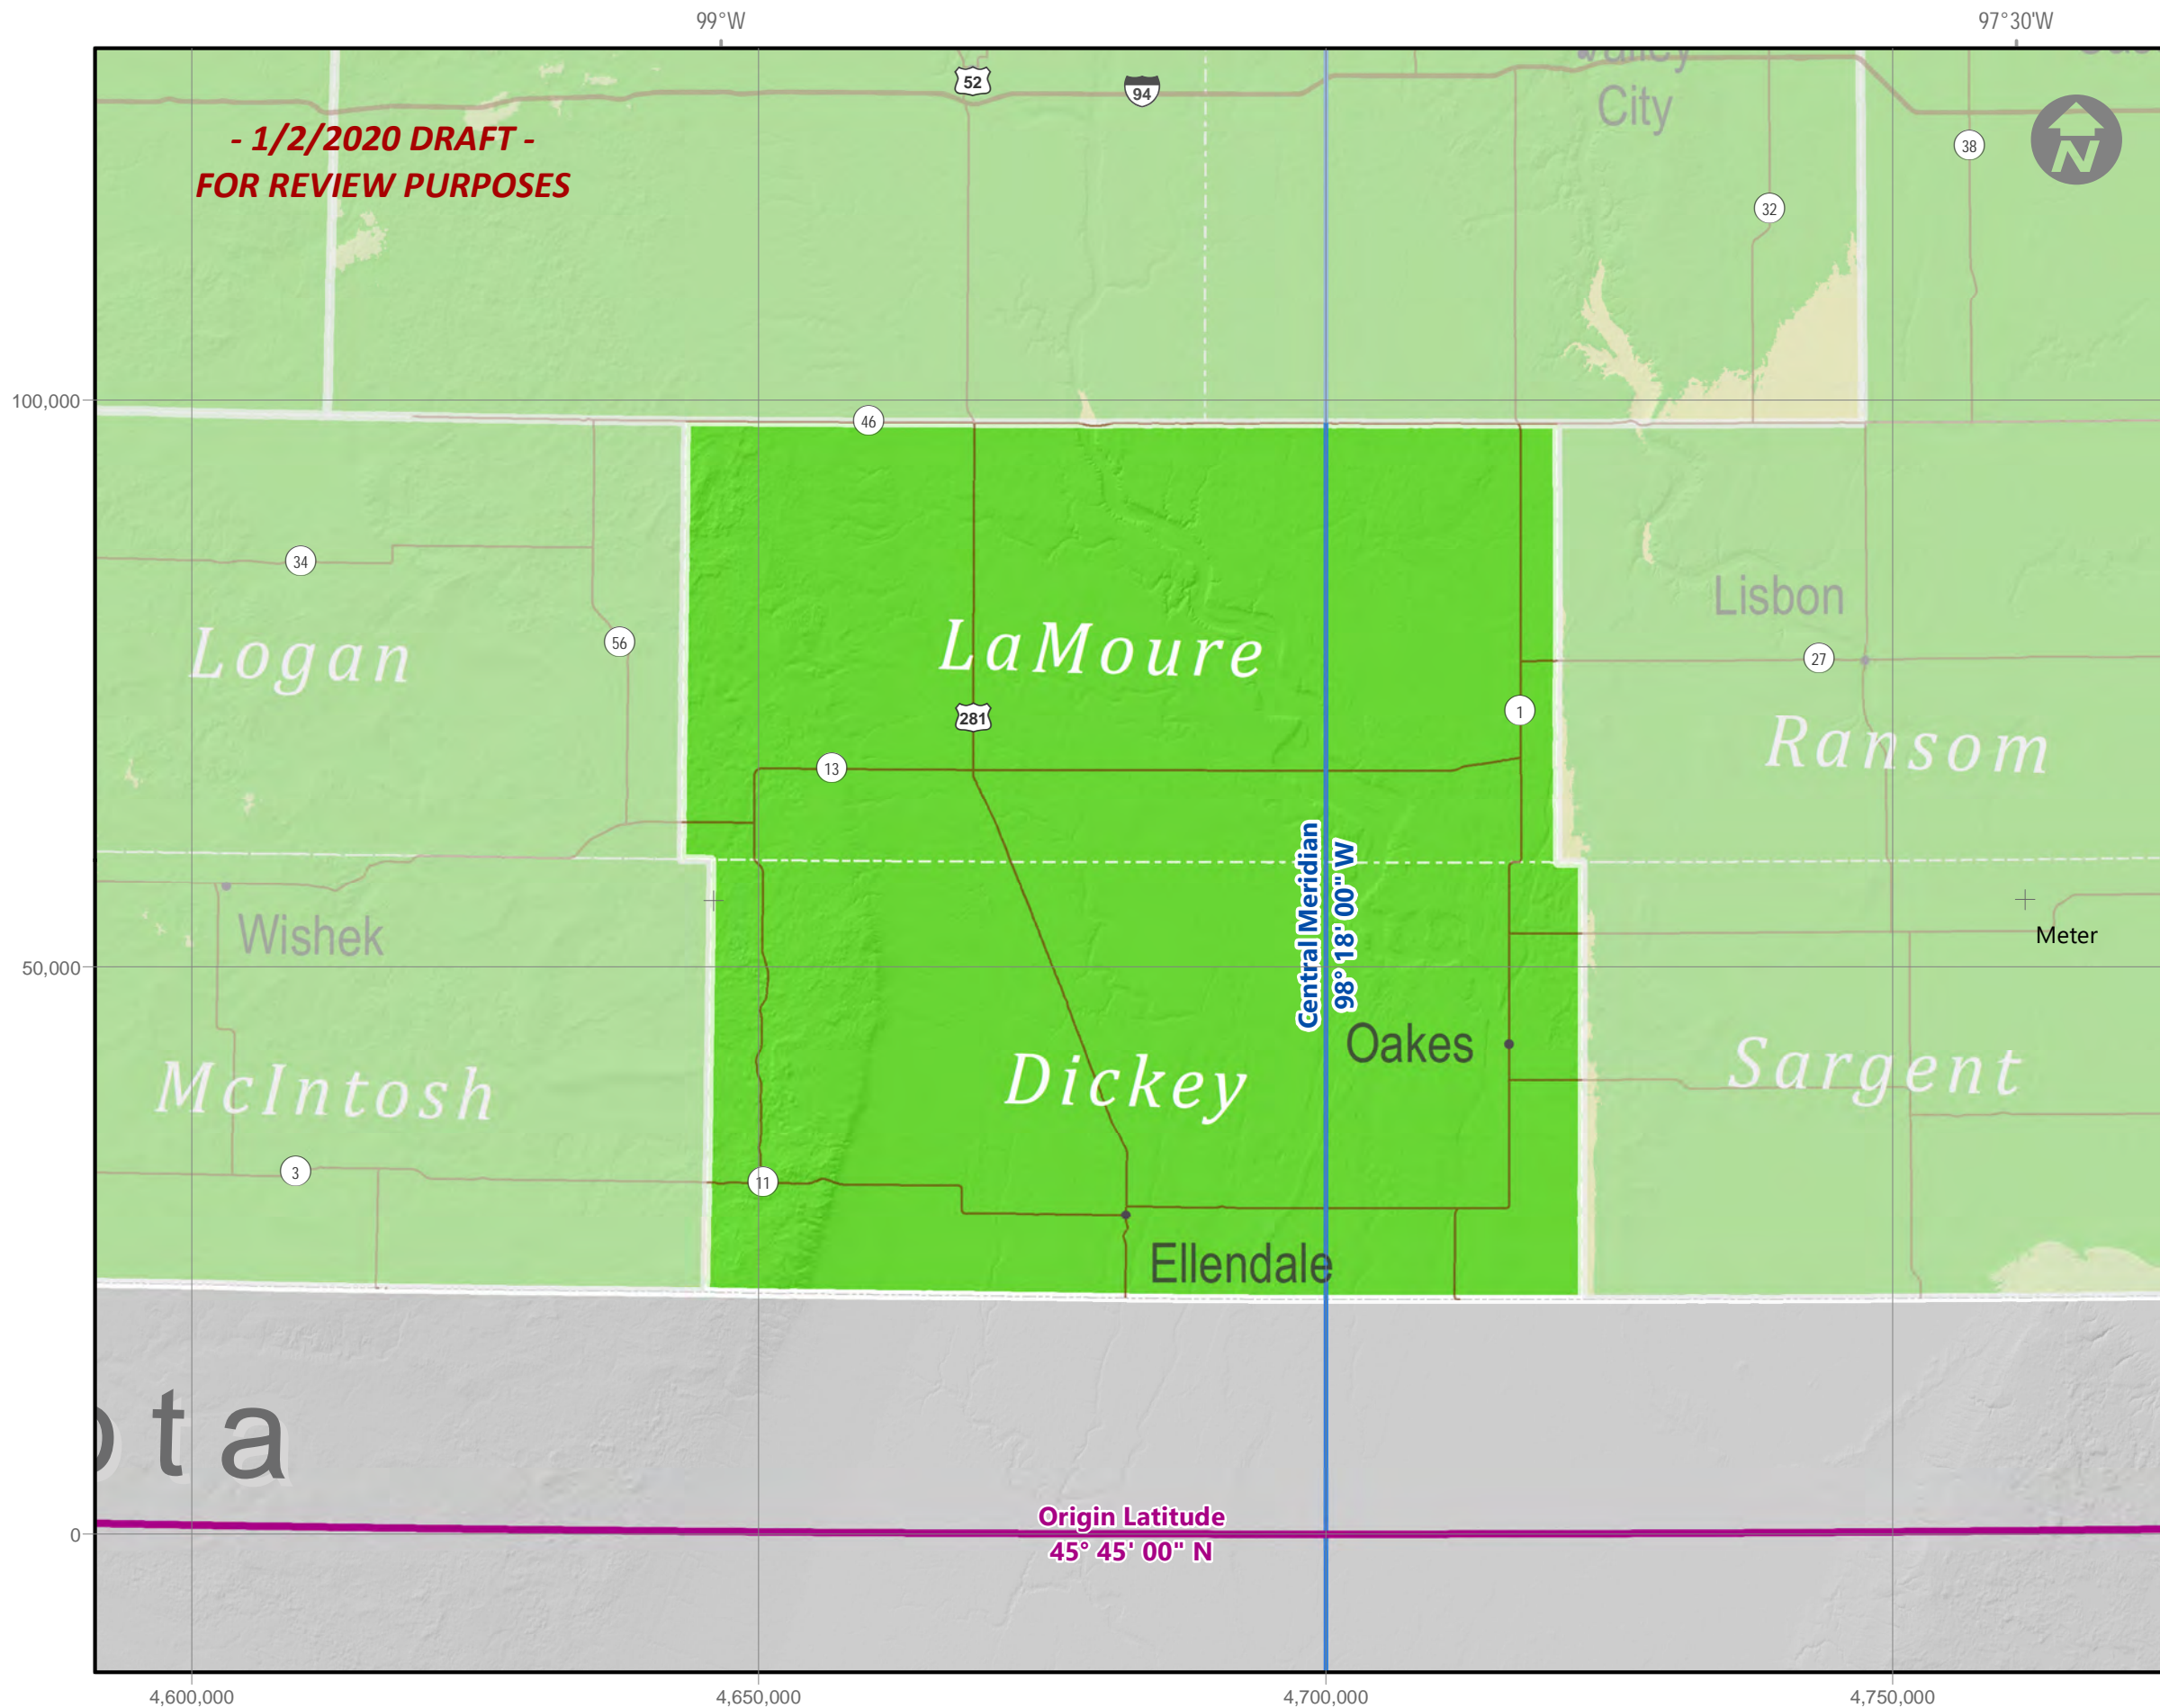 99°W
97°30'W
52
94
City
- 1/2/2020 DRAFT -
FOR REVIEW PURPOSES
38
N
32
100,000
46
34
Lisbon
56
Logan
LaMoure
27
281
1
Ransom
13
Central Meridian
98° 18' 00" W
Wishek
Meter
50,000
Oakes
Dickey
Sargent
McIntosh
3
11
Ellendale
ota
Origin Latitude
0
45° 45' 00" N
4,600,000
4,650,000
4,700,000
4,750,000